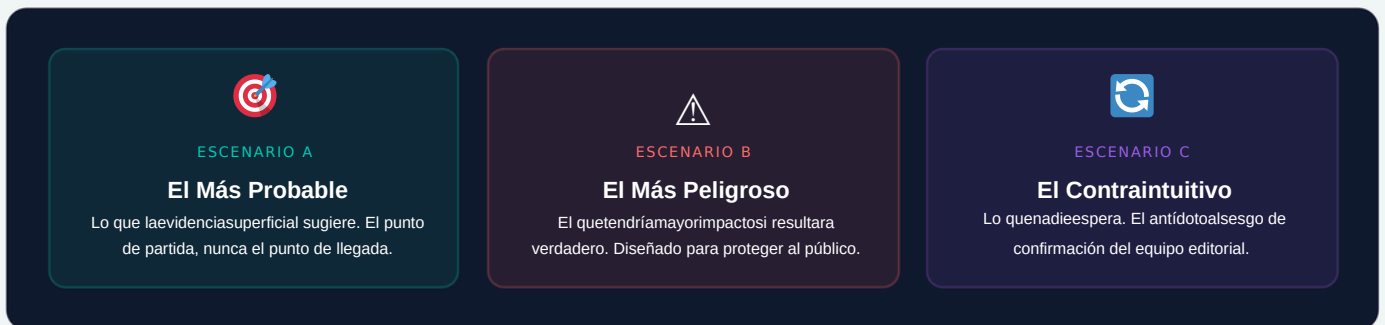 ESCENARIO A
El Más Probable
Lo que laevidenciasuperficial sugiere. El punto
de partida, nunca el punto de llegada.
ESCENARIO B
El Más Peligroso
El quetendríamayorimpactosi resultara
verdadero. Diseñado para proteger al público.
ESCENARIO C
El Contraintuitivo
Lo quenadieespera. El antídotoalsesgo de
confirmación del equipo editorial.